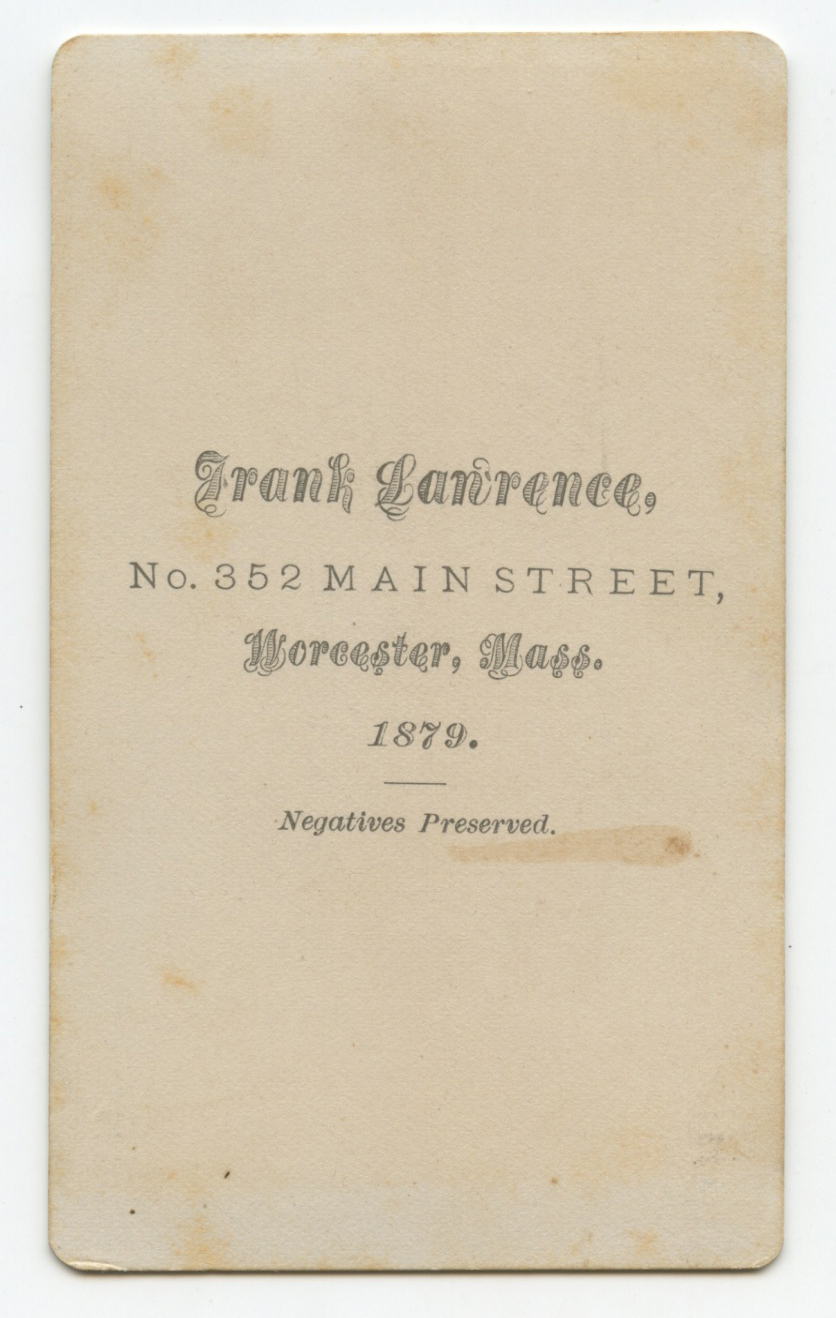 Frank Lawrence,
No. 352 MAIN STREET,
Worcester, Mass.
1879.
Negatives Preserved.